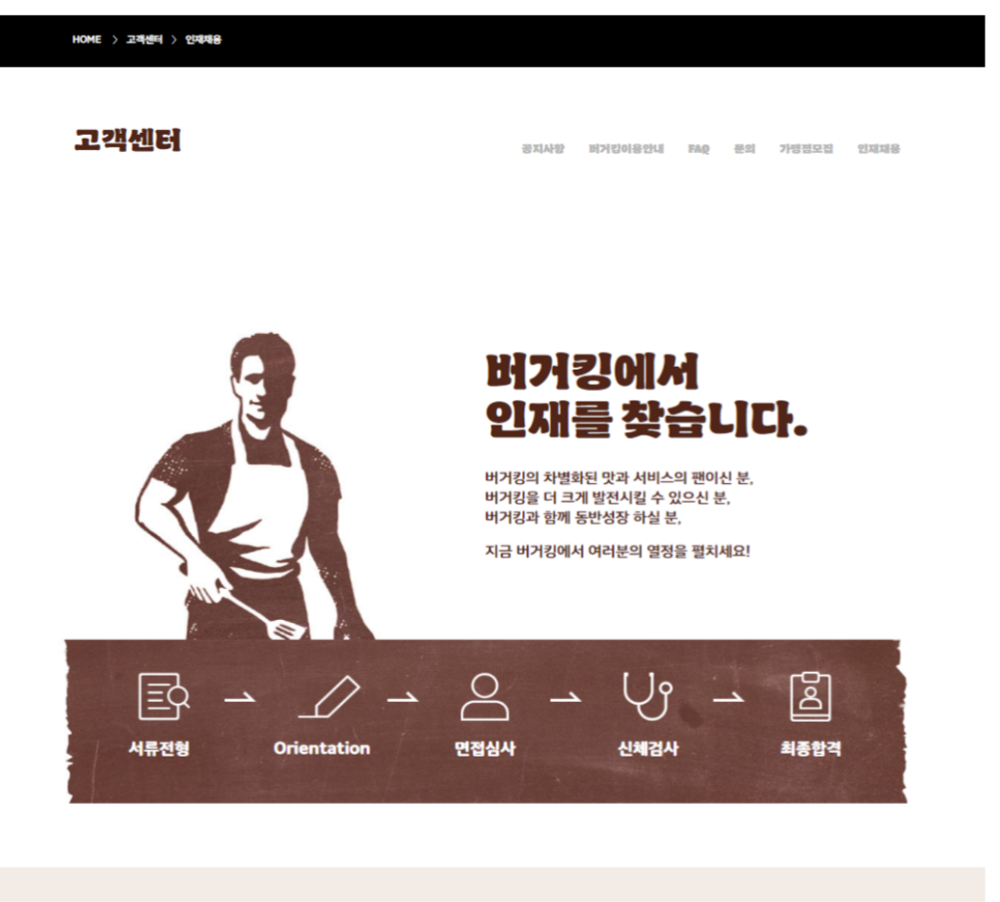 HOME > 고객센터 > 인재채용
고객센터
공지사항 버거킹이용안내 FAQ 문의 가맹점모집 인재채용
버거킹에서
인재를 찾습니다.
버거킹의 차별화된 맛과 서비스의 팬이신 분,
버거킹을 더 크게 발전시킬 수 있으신 분,
버거킹과 함께 동반성장 하실 분,
지금 버거킹에서 여러분의 열정을 펼치세요!
서류전형 Orientation 면접심사 신체검사 최종합격